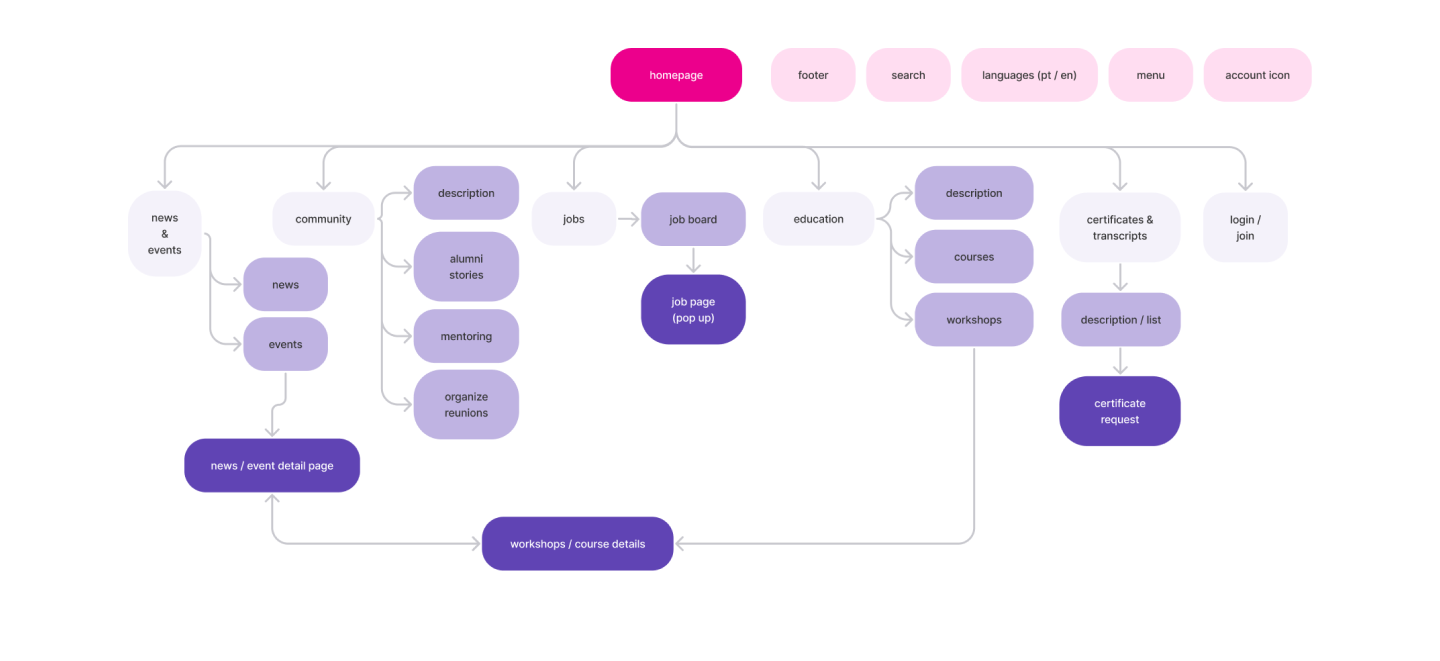 homepage
footer
search
languages (pt / en)
menu
account icon
news
&
events
news
events
news / event detail page
community
description
alumni
stories
mentoring
organize
reunions
jobs
job board
job page
(pop up)
education
description
courses
workshops
workshops / course details
certificates &
transcripts
description / list
certificate
request
login /
join